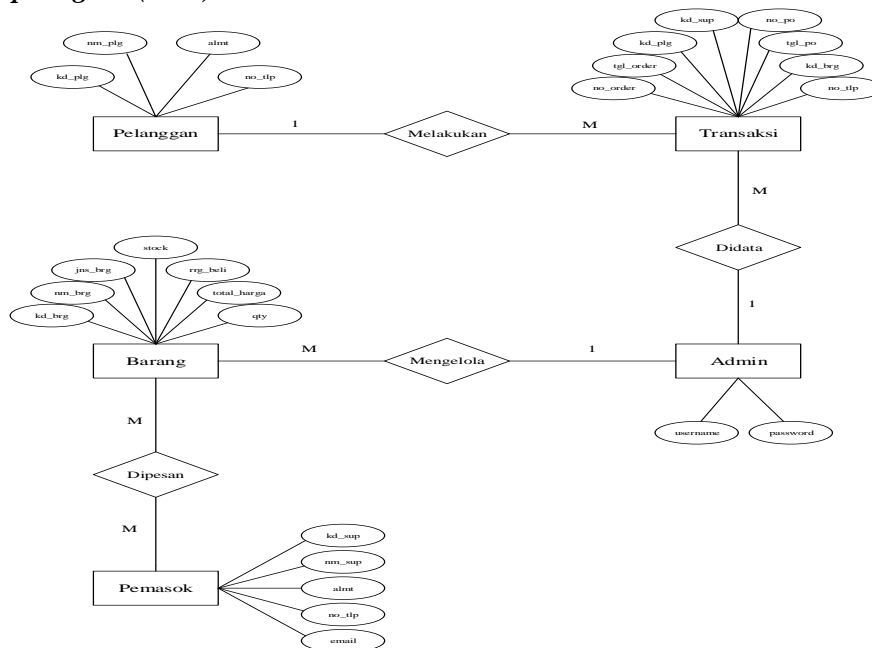 kd_sup
no_po
nm_plg
almt
kd_plg
tgl_po
kd_plg
no_tlp
tgl_order
kd_brg
no_order
no_tlp
Pelanggan
1
Melakukan
M
Transaksi
M
stock
Didata
jns_brg
rrg_beli
nm_brg
total_harga
kd_brg
qty
1
Barang
M
Mengelola
1
Admin
M
username
password
Dipesan
M
kd_sup
nm_sup
Pemasok
almt
no_tlp
email